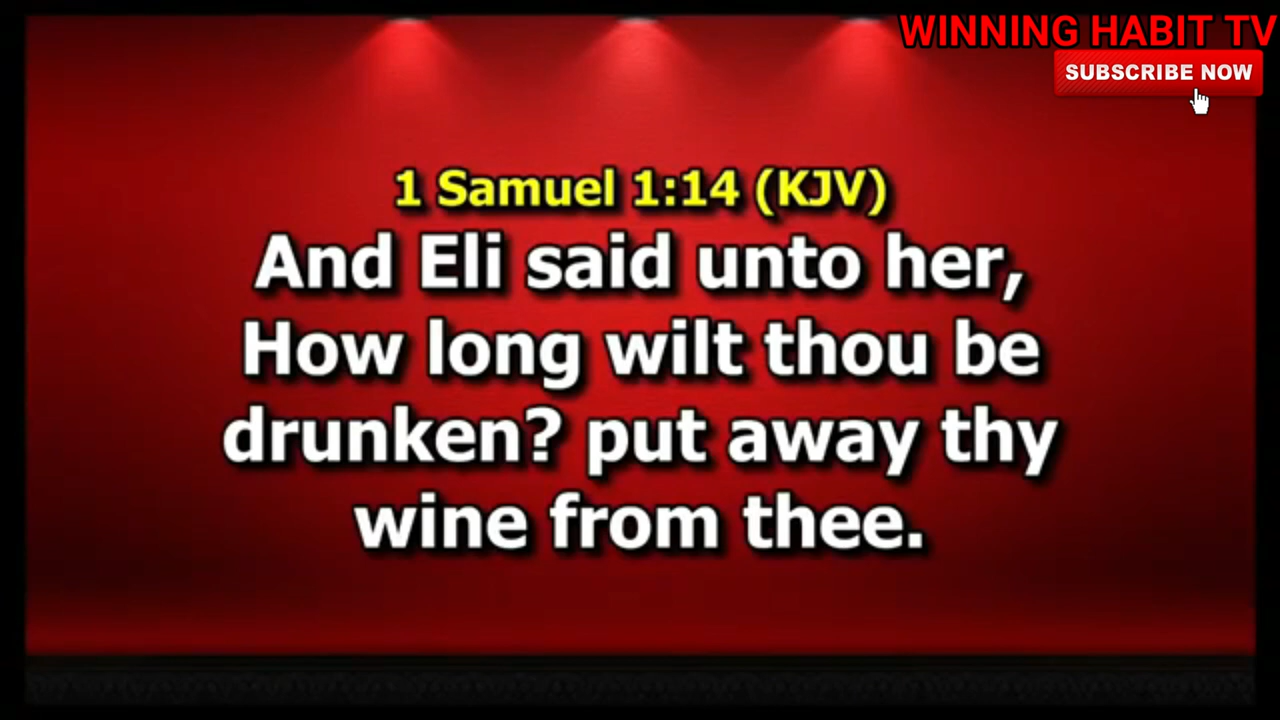 WINNING HABIT TV
SUBSCRIBE NOW
1 Samuel 1:14 (KJV)
And Eli said unto her,
How long wilt thou be
drunken? put away thy
wine from thee.